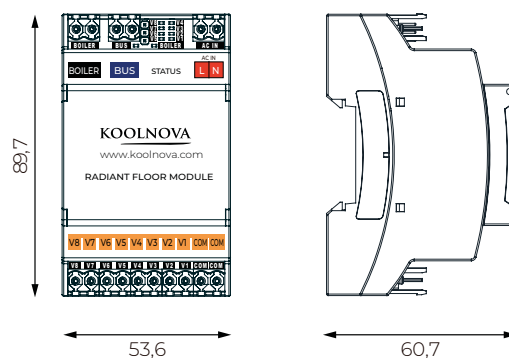 BOILER BUS BOILER AC IN
AC IN
BOILER BUS STATUS L N
KOOLNOVA
www.koolnova.com
RADIANT FLOOR MODULE
V8 V7 V6 V5 V4 V3 V2 V1 COM COM
V8 V7 V6 V5 V4 V3 V2 V1 COM COM
89,7
53,6
60,7